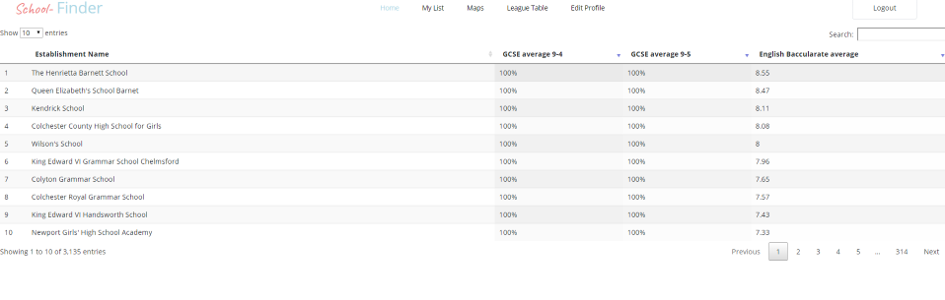 School- Finder
Home My List Maps League Table Edit Profile Logout
Show 10 entries Search:
Establishment Name GCSE average 9-4 GCSE average 9-5 English Baccularate average
1 The Henrietta Barnett School 100% 100% 8.55
2 Queen Elizabeth's School Barnet 100% 100% 8.47
3 Kendrick School 100% 100% 8.11
4 Colchester County High School for Girls 100% 100% 8.08
5 Wilson's School 100% 100% 8
6 King Edward VI Grammar School Chelmsford 100% 100% 7.96
7 Colyton Grammar School 100% 100% 7.65
8 Colchester Royal Grammar School 100% 100% 7.57
9 King Edward VI Handsworth School 100% 100% 7.43
10 Newport Girls' High School Academy 100% 100% 7.33
Showing 1 to 10 of 3,135 entries Previous 1 2 3 4 5 ... 314 Next